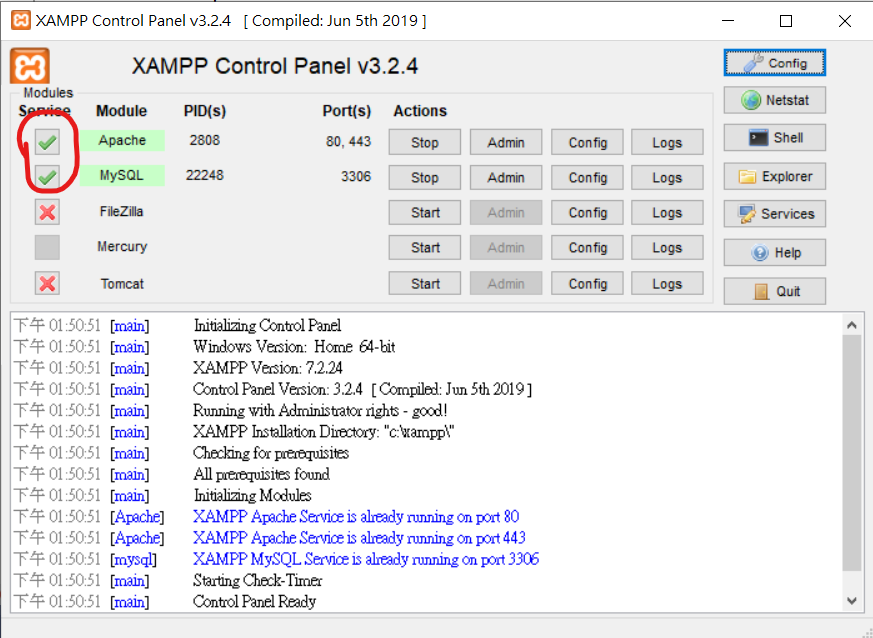 XAMPP Control Panel v3.2.4 [ Compiled: Jun 5th 2019 ]
XAMPP Control Panel v3.2.4
Config
Modules
Service Module PID(s) Port(s) Actions
Netstat
Apache 2808 80, 443 Stop Admin Config Logs
Shell
MySQL 22248 3306 Stop Admin Config Logs
Explorer
FileZilla Start Admin Config Logs
Services
Mercury Start Admin Config Logs
Help
Tomcat Start Admin Config Logs
Quit
下午 01:50:51 [main] Initializing Control Panel
下午 01:50:51 [main] Windows Version: Home 64-bit
下午 01:50:51 [main] XAMPP Version: 7.2.24
下午 01:50:51 [main] Control Panel Version: 3.2.4 [ Compiled: Jun 5th 2019 ]
下午 01:50:51 [main] Running with Administrator rights - good!
下午 01:50:51 [main] XAMPP Installation Directory: "c:\xampp\"
下午 01:50:51 [main] Checking for prerequisites
下午 01:50:51 [main] All prerequisites found
下午 01:50:51 [main] Initializing Modules
下午 01:50:51 [Apache] XAMPP Apache Service is already running on port 80
下午 01:50:51 [Apache] XAMPP Apache Service is already running on port 443
下午 01:50:51 [mysql] XAMPP MySQL Service is already running on port 3306
下午 01:50:51 [main] Starting Check-Timer
下午 01:50:51 [main] Control Panel Ready